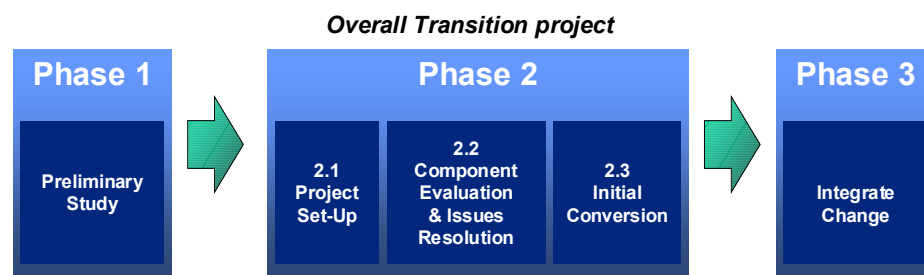 Overall Transition project
Phase 1
Preliminary
Study
Phase 2
2.1
Project
Set-Up
2.2
Component
Evaluation
& Issues
Resolution
2.3
Initial
Conversion
Phase 3
Integrate
Change